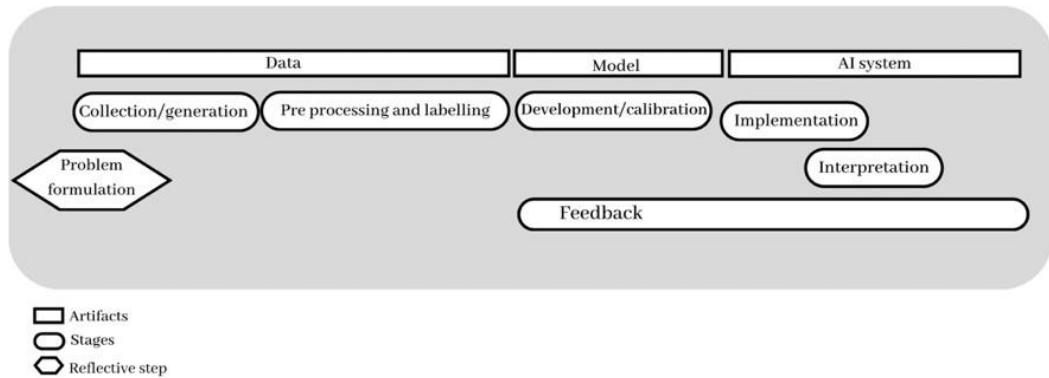 Data
Model
AI system
Collection/generation
Pre processing and labelling
Development/calibration
Implementation
Problem
formulation
Interpretation
Feedback
Artifacts
Stages
Reflective step